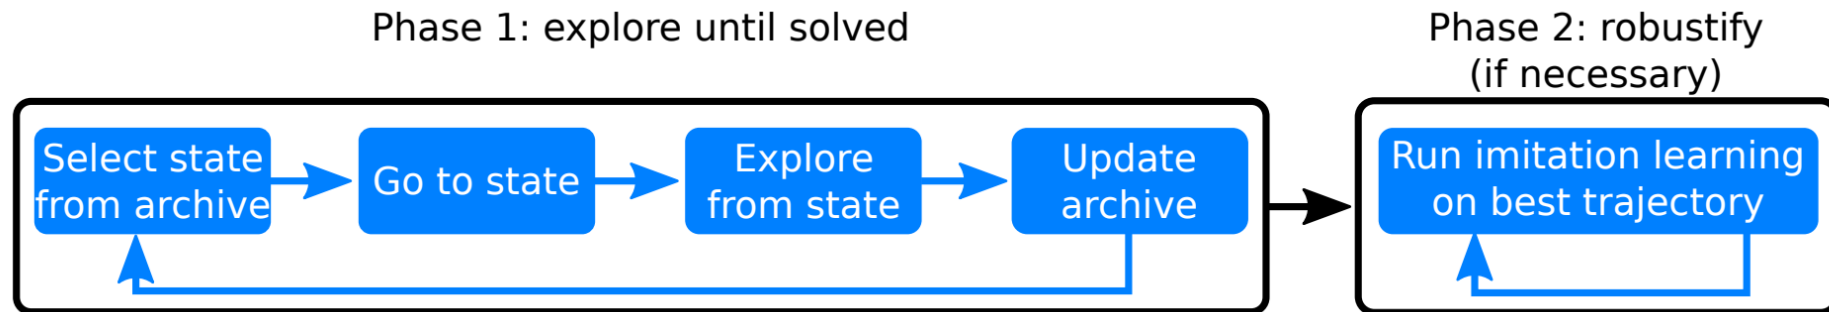 Phase 1: explore until solved
Phase 2: robustify
(if necessary)
Select state
from archive
Go to state
Explore
from state
Update
archive
Run imitation learning
on best trajectory